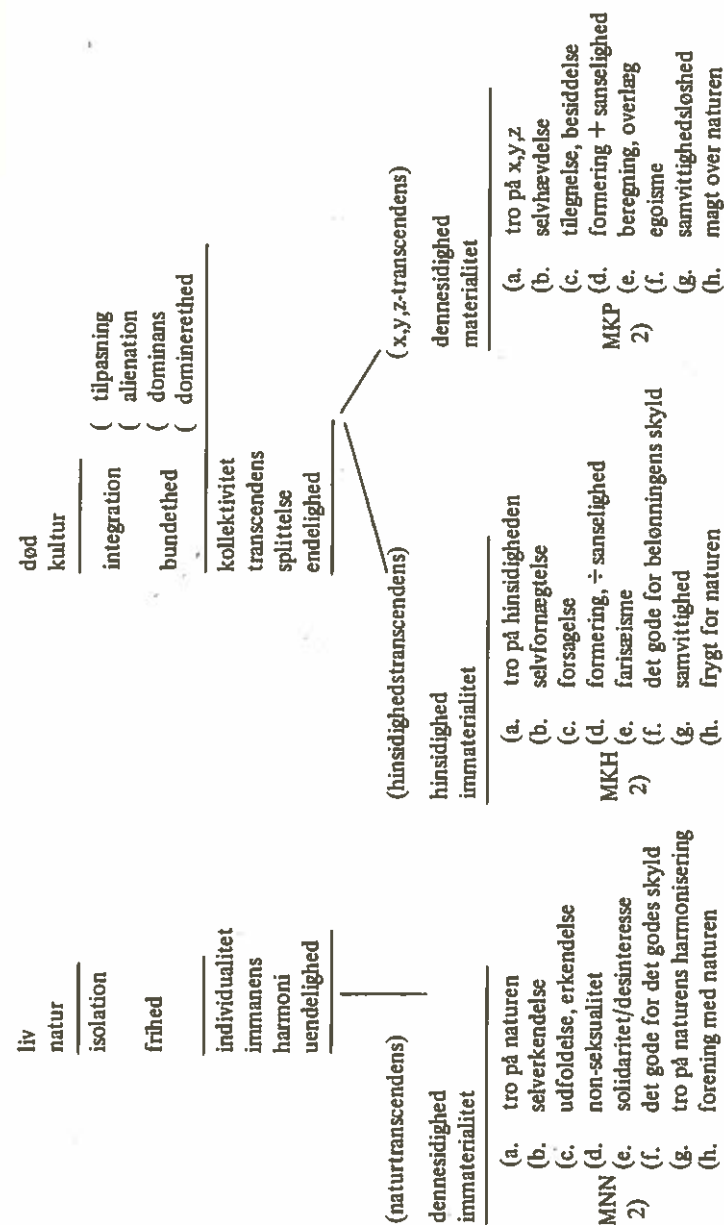 liv
natur
isolation
frihed
individualitet
immanens
harmoni
uendelighed
(naturtranscendens)
dennesidighed
immaterialitet
MNN
2)
(a. tro på naturen
(b. selverkendelse
(c. udfoldelse, erkendelse
(d. non-seksualitet
(e. solidaritet/desinteresse
(f. det gode for det godes skyld
(g. tro på naturens harmonisering
(h. forening med naturen
død
kultur
integration
( tilpasning
( alienation
bundethed
( dominans
( dominerethed
kollektivitet
transcendens
splittelse
endelighed
(hinsidighedstranscendens)
hinsidighed
immaterialitet
MKH
2)
(a. tro på hinsidigheden
(b. selvfornægtelse
(c. forsagelse
(d. formering, ÷ sanselighed
(e. farisæisme
(f. det gode for belønningens skyld
(g. samvittighed
(h. frygt for naturen
(x,y,z-transcendens)
dennesidighed
materialitet
MKP
2)
(a. tro på x,y,z
(b. selvhævdelse
(c. tilegnelse, besiddelse
(d. formering + sanselighed
(e. beregning, overlæg
(f. egoisme
(g. samvittighedsløshed
(h. magt over naturen